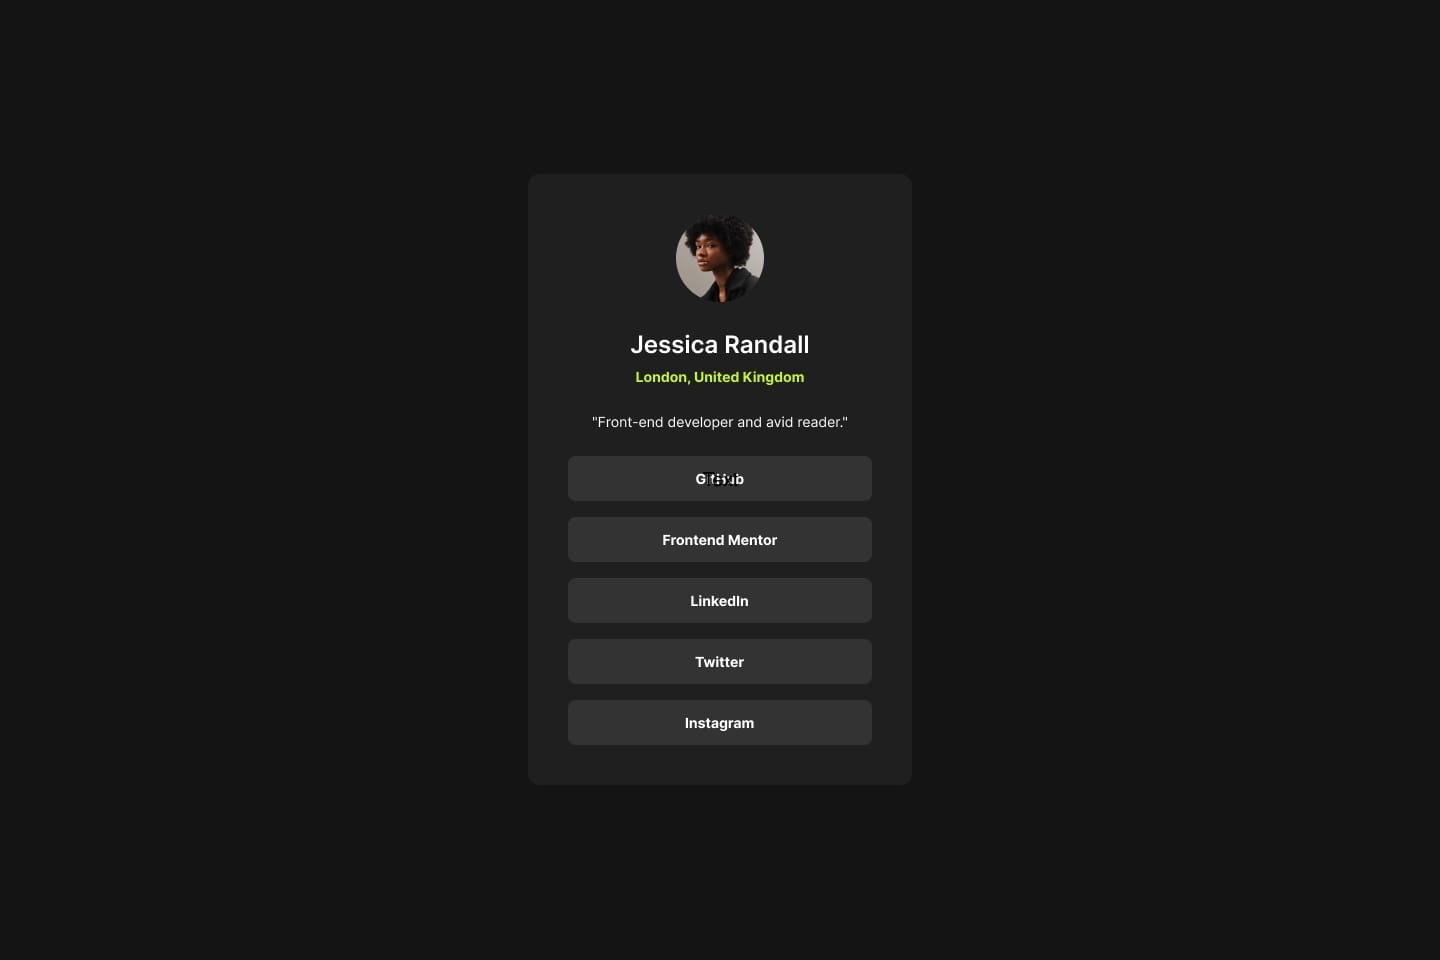 Jessica Randall
London, United Kingdom
"Front-end developer and avid reader."
GitHub
Frontend Mentor
LinkedIn
Twitter
Instagram